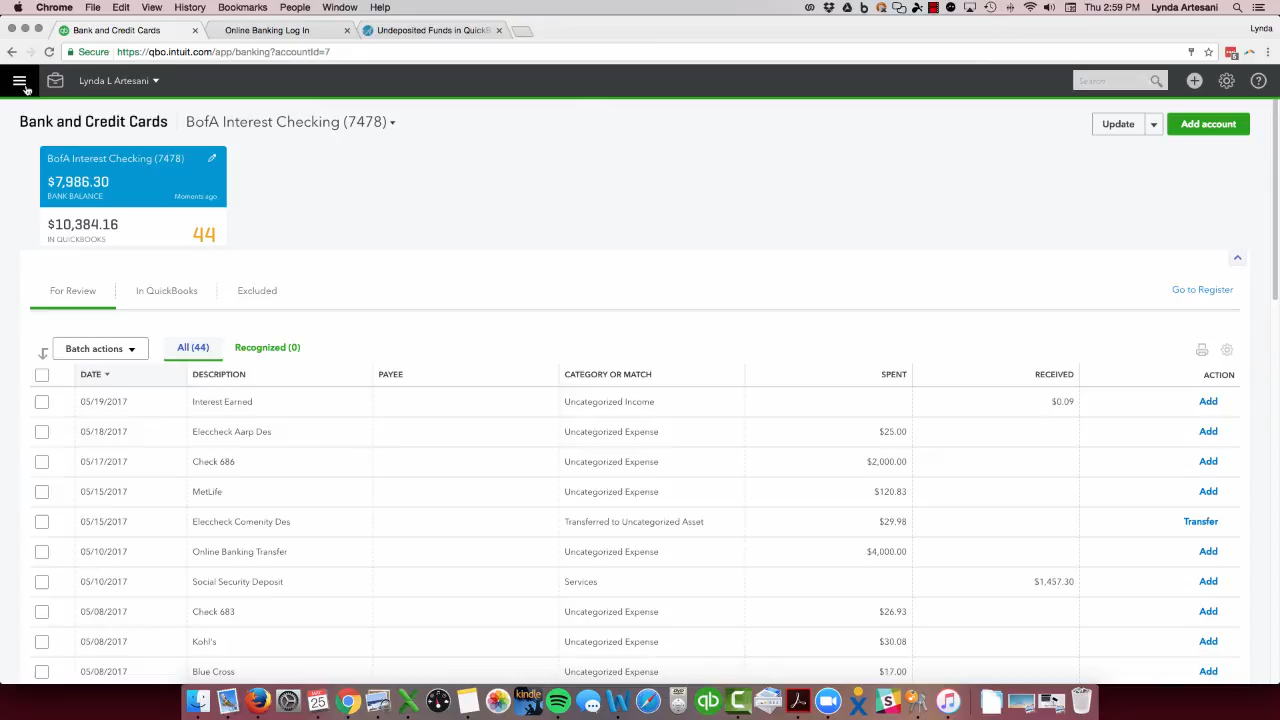 Chrome File Edit View History Bookmarks People Window Help Thu 2:59 PM Lynda Artesani
Bank and Credit Cards Online Banking Log In Undeposited Funds in QuickB Lynda
Secure https://qbo.intuit.com/app/banking?accountId=7
Lynda L Artesani Search
Bank and Credit Cards BofA Interest Checking (7478) Update Add account
BofA Interest Checking (7478)
$7,986.30
BANK BALANCE Moments ago
$10,384.16
IN QUICKBOOKS 44
For Review In QuickBooks Excluded Go to Register
Batch actions All (44) Recognized (0)
DATE DESCRIPTION PAYEE CATEGORY OR MATCH SPENT RECEIVED ACTION
05/19/2017 Interest Earned Uncategorized Income $0.09 Add
05/18/2017 Eleccheck Aarp Des Uncategorized Expense $25.00 Add
05/17/2017 Check 686 Uncategorized Expense $2,000.00 Add
05/15/2017 MetLife Uncategorized Expense $120.83 Add
05/15/2017 Eleccheck Comenity Des Transferred to Uncategorized Asset $29.98 Transfer
05/10/2017 Online Banking Transfer Uncategorized Expense $4,000.00 Add
05/10/2017 Social Security Deposit Services $1,457.30 Add
05/08/2017 Check 683 Uncategorized Expense $26.93 Add
05/08/2017 Kohl's Uncategorized Expense $30.08 Add
05/08/2017 Blue Cross Uncategorized Expense $17.00 Add
25 kindle qb